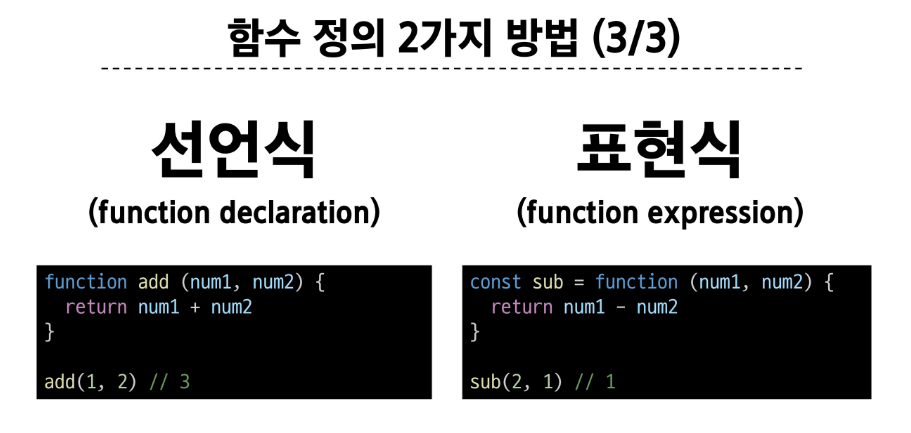 함수 정의 2가지 방법 (3/3)
선언식
(function declaration)
function add (num1, num2) {
  return num1 + num2
}
add(1, 2) // 3
표현식
(function expression)
const sub = function (num1, num2) {
  return num1 - num2
}
sub(2, 1) // 1